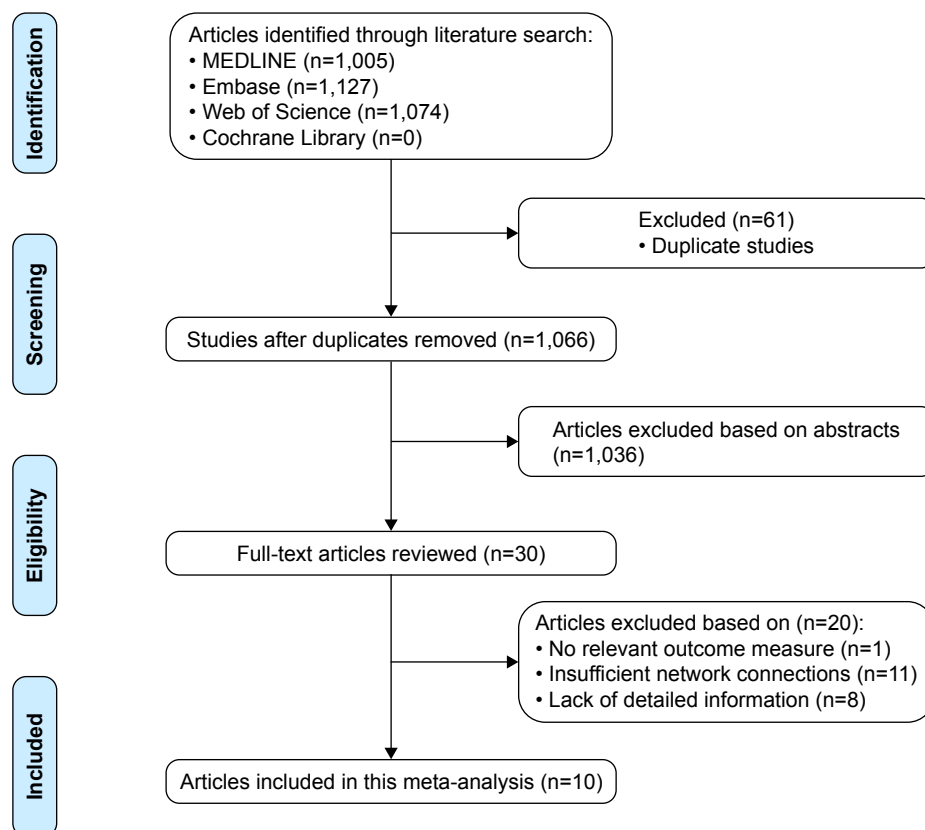 Identification
Articles identified through literature search:
• MEDLINE (n=1,005)
• Embase (n=1,127)
• Web of Science (n=1,074)
• Cochrane Library (n=0)
Excluded (n=61)
• Duplicate studies
Screening
Studies after duplicates removed (n=1,066)
Articles excluded based on abstracts
(n=1,036)
Eligibility
Full-text articles reviewed (n=30)
Articles excluded based on (n=20):
• No relevant outcome measure (n=1)
• Insufficient network connections (n=11)
• Lack of detailed information (n=8)
Included
Articles included in this meta-analysis (n=10)